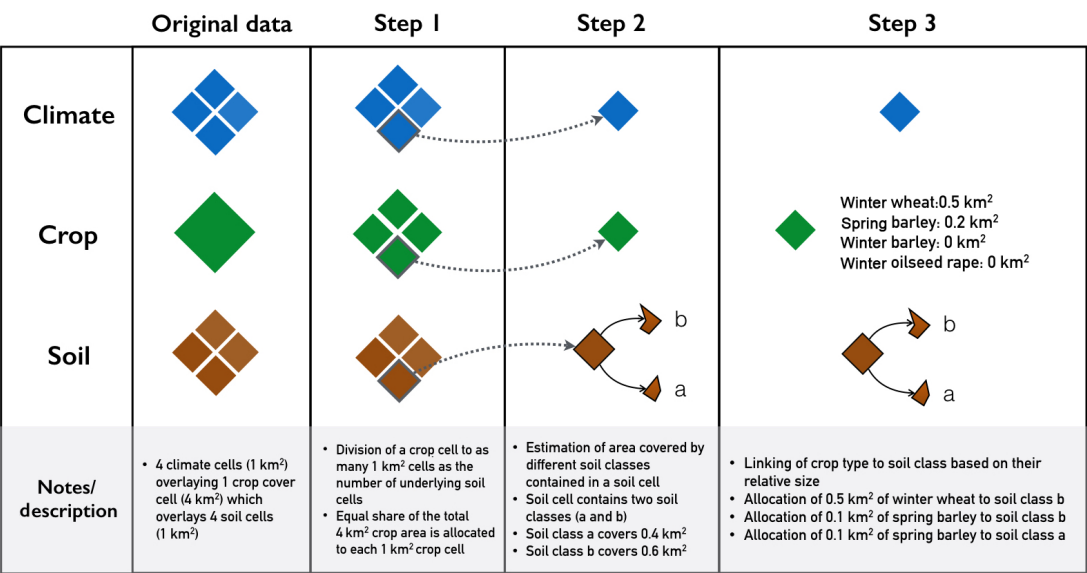 Original data
Step 1
Step 2
Step 3
Climate
Crop
Winter wheat:0.5 km²
Spring barley: 0.2 km²
Winter barley: 0 km²
Winter oilseed rape: 0 km²
Soil
b
a
b
a
Notes/
description
• 4 climate cells (1 km²)
overlaying 1 crop cover
cell (4 km²) which
overlays 4 soil cells
(1 km²)
• Division of a crop cell to as
many 1 km² cells as the
number of underlying soil
cells
• Equal share of the total
4 km² crop area is allocated
to each 1 km² crop cell
• Estimation of area covered by
different soil classes
contained in a soil cell
• Soil cell contains two soil
classes (a and b)
• Soil class a covers 0.4 km²
• Soil class b covers 0.6 km²
• Linking of crop type to soil class based on their
relative size
• Allocation of 0.5 km² of winter wheat to soil class b
• Allocation of 0.1 km² of spring barley to soil class b
• Allocation of 0.1 km² of spring barley to soil class a